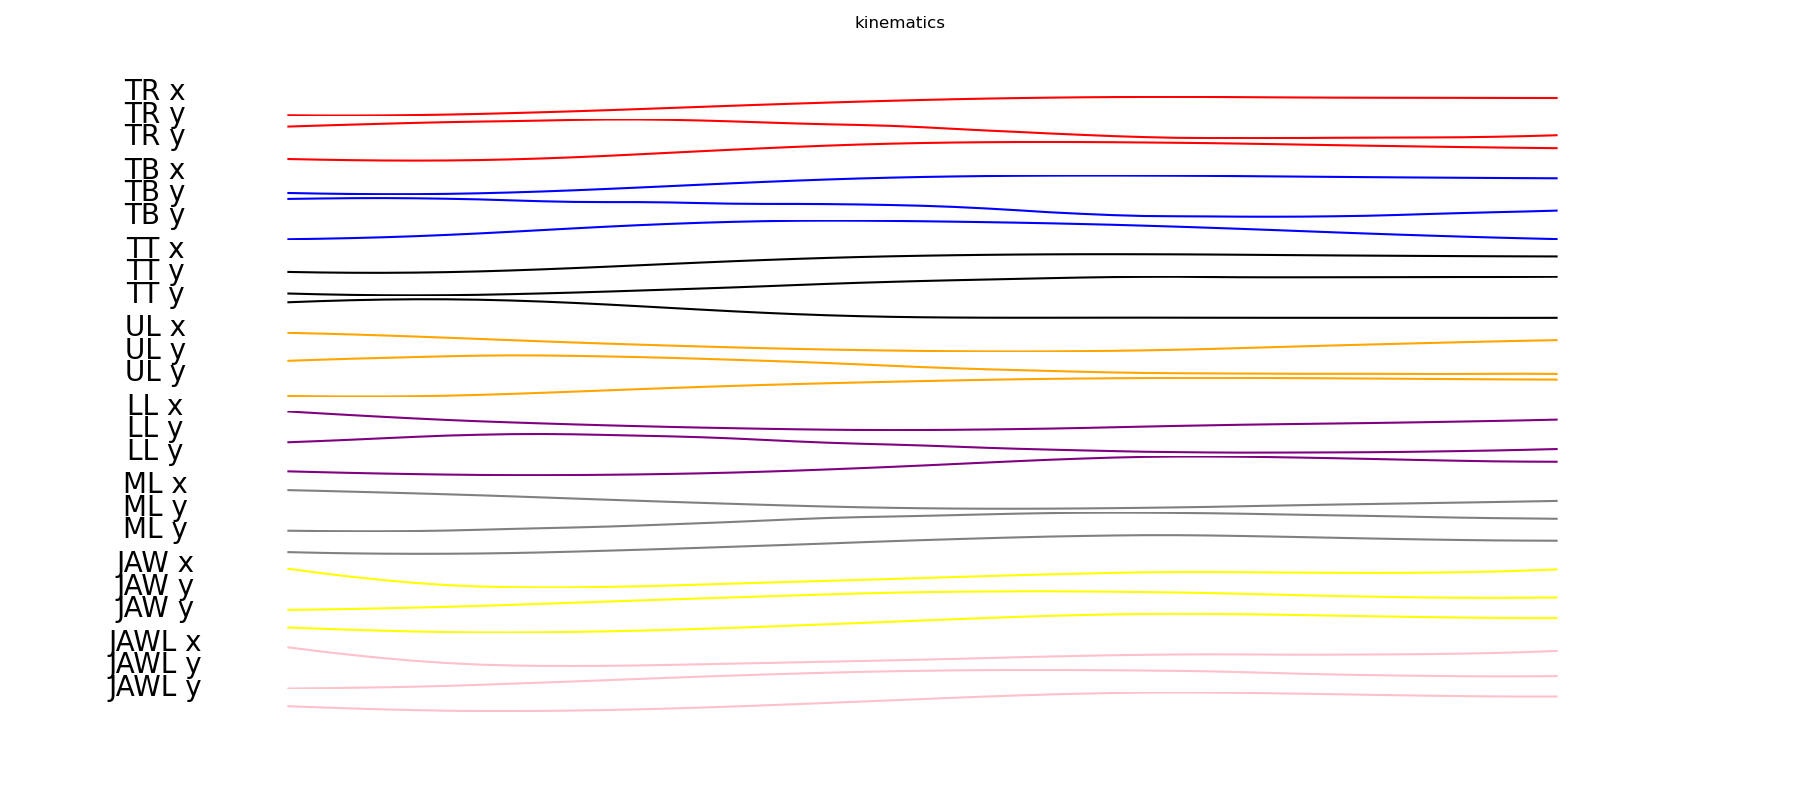 kinematics
TR x
TR y
TR y
TB x
TB y
TB y
TT x
TT y
TT y
UL x
UL y
UL y
LL x
LL y
LL y
ML x
ML y
ML y
JAW x
JAW y
JAW y
JAWL x
JAWL y
JAWL y